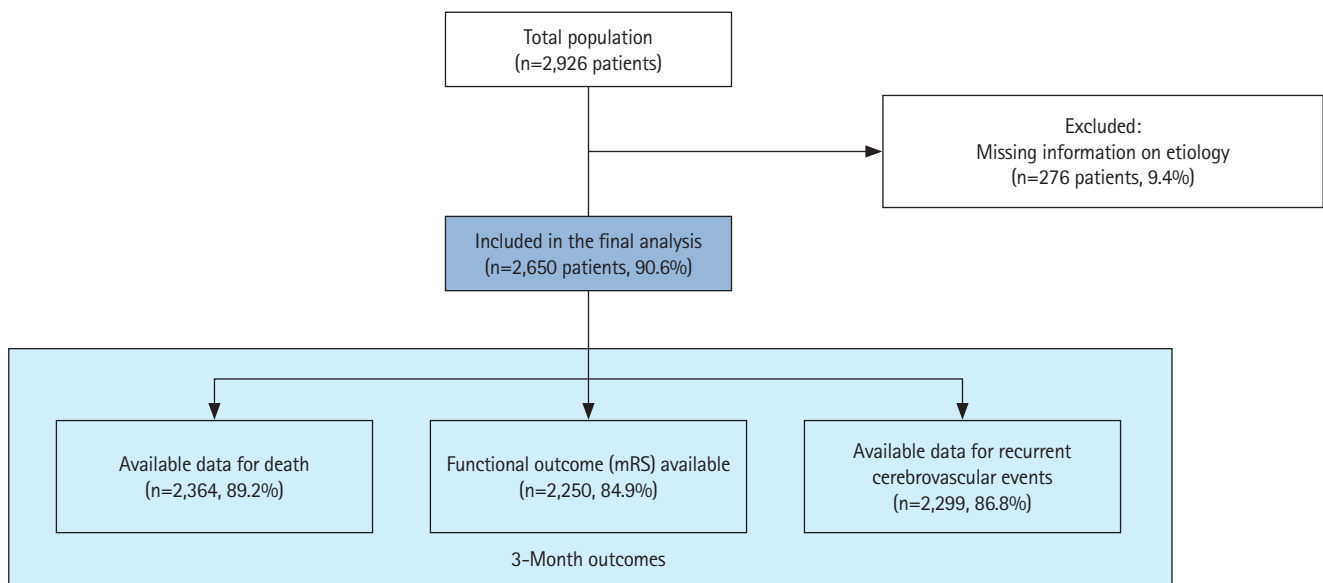 Total population
(n=2,926 patients)
Excluded:
Missing information on etiology
(n=276 patients, 9.4%)
Included in the final analysis
(n=2,650 patients, 90.6%)
Available data for death
(n=2,364, 89.2%)
Functional outcome (mRS) available
(n=2,250, 84.9%)
Available data for recurrent
cerebrovascular events
(n=2,299, 86.8%)
3-Month outcomes